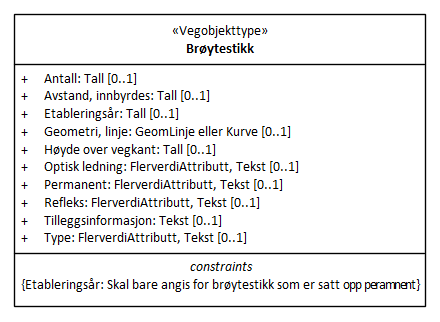 «Vegobjekttype»
Brøytestikk
+ Antall: Tall [0..1]
+ Avstand, innbyrdes: Tall [0..1]
+ Etableringsår: Tall [0..1]
+ Geometri, linje: GeomLinje eller Kurve [0..1]
+ Høyde over vegkant: Tall [0..1]
+ Optisk ledning: FlerverdiAttributt, Tekst [0..1]
+ Permanent: FlerverdiAttributt, Tekst [0..1]
+ Refleks: FlerverdiAttributt, Tekst [0..1]
+ Tilleggsinformasjon: Tekst [0..1]
+ Type: FlerverdiAttributt, Tekst [0..1]
constraints
{Etableringsår: Skal bare angis for brøytestikk som er satt opp peramnent}